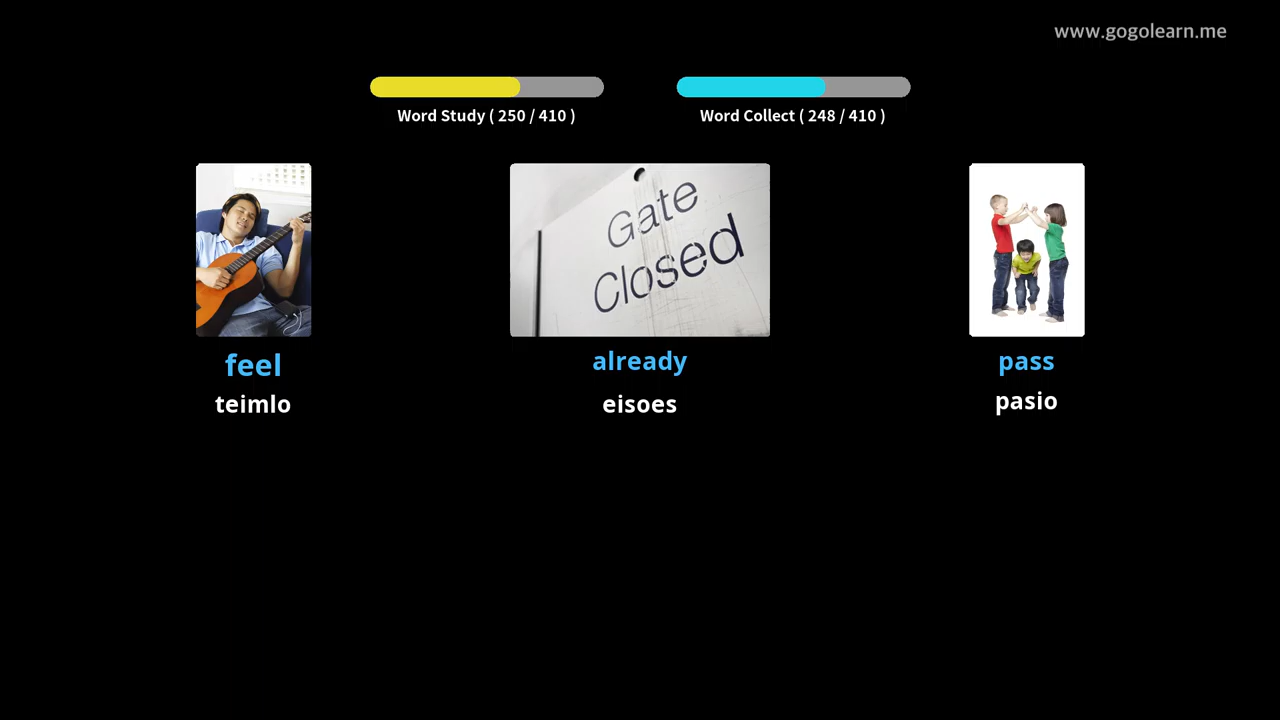 www.gogolearn.me
Word Study ( 250 / 410 )
Word Collect ( 248 / 410 )
Gate
Closed
feel
already
pass
teimlo
eisoes
pasio